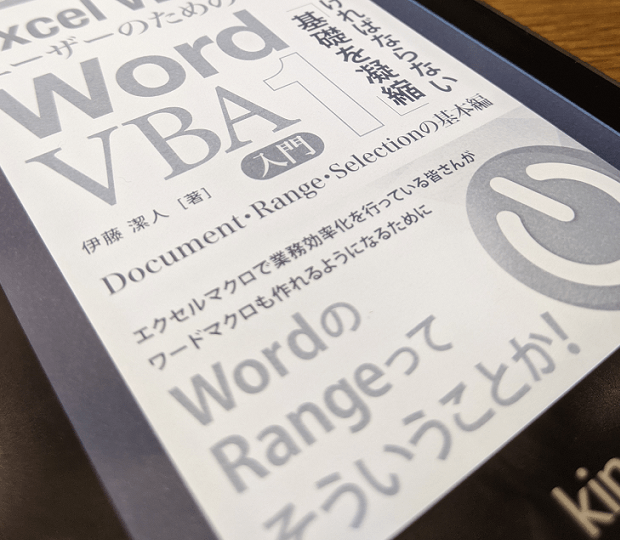 xcel V
ーザーのための
Word
VBA1
入門
ければならない
基礎を凝縮
伊藤 潔人 [著]
Document・Range・Selectionの基本編
エクセルマクロで業務効率化を行っている皆さんが
ワードマクロも作れるようになるために
Wordの
Rangeって
そういうことか!
kin